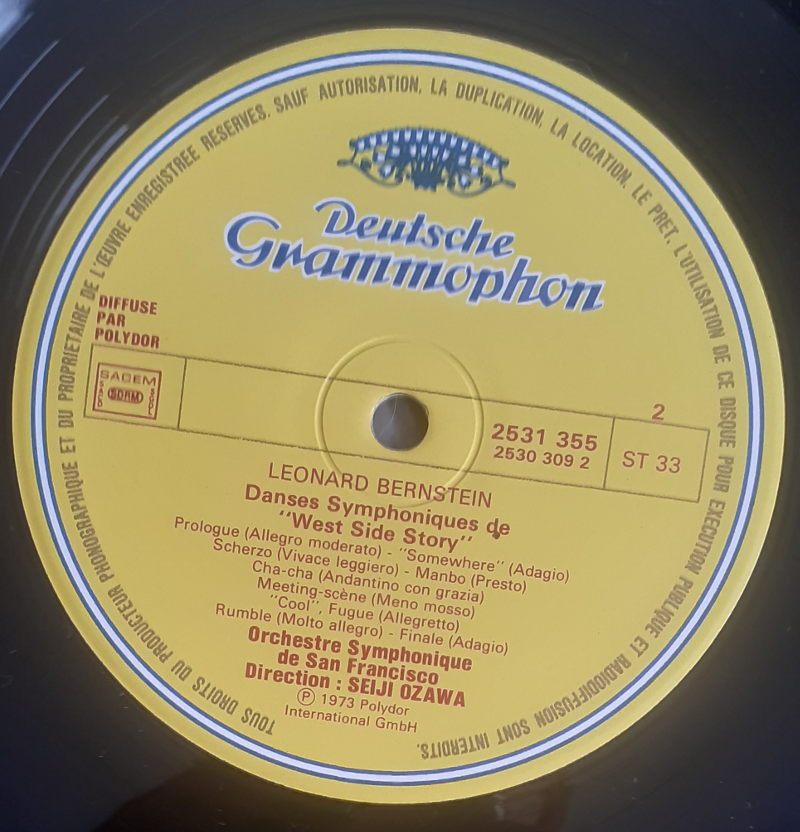 TOUS DROITS DU PRODUCTEUR PHONOGRAPHIQUE ET DU PROPRIETAIRE DE L'ŒUVRE ENREGISTREE RESERVES. SAUF AUTORISATION, LA DUPLICATION, LA LOCATION, LE PRET, L'UTILISATION DE CE DISQUE POUR EXECUTION PUBLIQUE ET RADIODIFFUSION SONT INTERDITS.
Deutsche
Grammophon
DIFFUSE
PAR
POLYDOR
SACEM
SACD
SDRM
SGDL
2
2531 355
2530 309 2
ST 33
LEONARD BERNSTEIN
Danses Symphoniques de
"West Side Story"
Prologue (Allegro moderato) - "Somewhere" (Adagio)
Scherzo (Vivace leggiero) - Manbo (Presto)
Cha-cha (Andantino con grazia)
Meeting-scène (Meno mosso)
"Cool", Fugue (Allegretto)
Rumble (Molto allegro) - Finale (Adagio)
Orchestre Symphonique
de San Francisco
Direction : SEIJI OZAWA
℗ 1973 Polydor
International GmbH